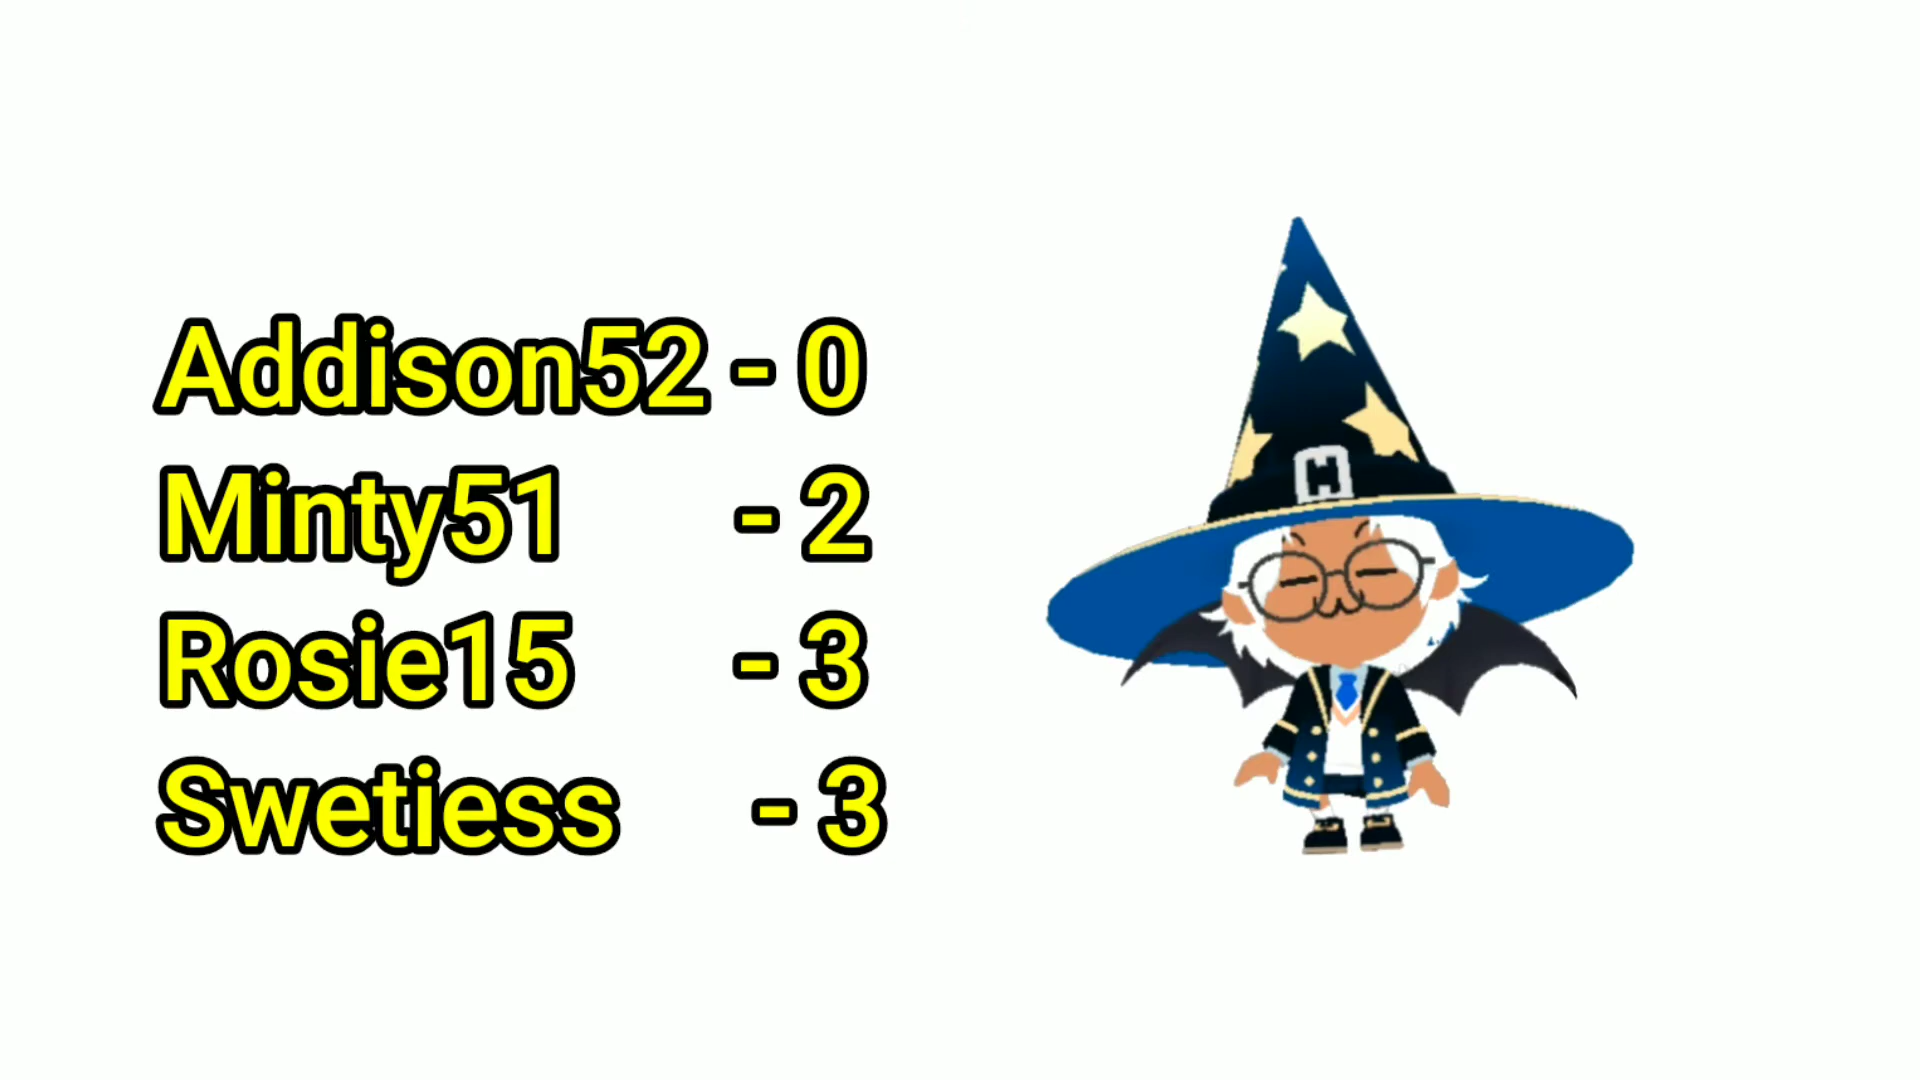 Addison52 - 0
Minty51 - 2
Rosie15 - 3
Swetiess - 3